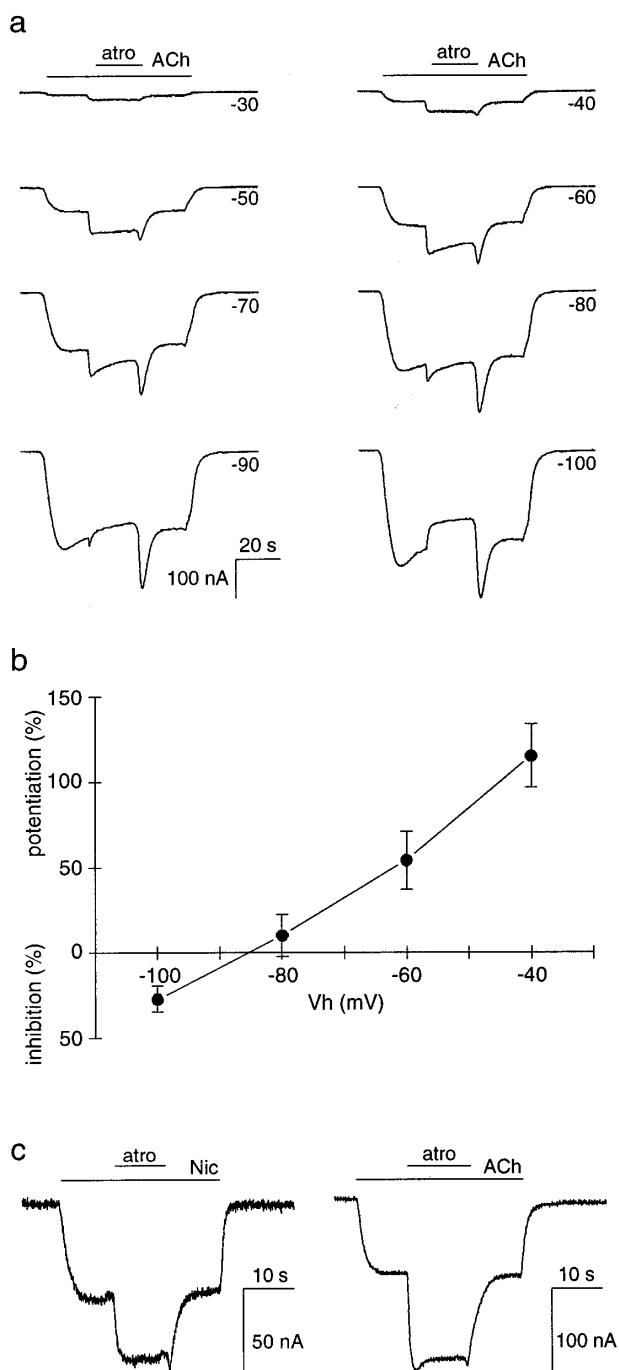 a
atro ACh
atro ACh
-30
-40
-50
-60
-70
-80
-90
-100
20 s
100 nA
b
potentiation (%)
inhibition (%)
150
100
50
0
50
-100
-80
-60
-40
Vh (mV)
c
atro
Nic
10 s
50 nA
atro
ACh
10 s
100 nA